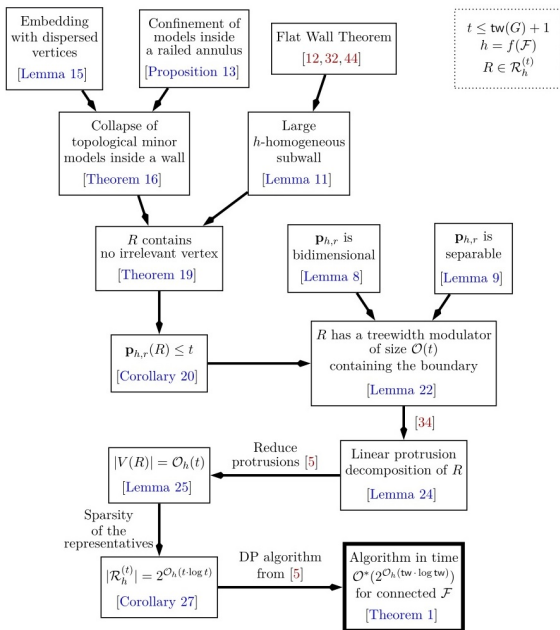 Embedding
with dispersed
vertices
[Lemma 15]
Confinement of
models inside
a railed annulus
[Proposition 13]
Flat Wall Theorem
[12, 32, 44]
t ≤ tw(G) + 1
h = f(ℱ)
R ∈ ℛ_h^{(t)}
Collapse of
topological minor
models inside a wall
[Theorem 16]
Large
h-homogeneous
subwall
[Lemma 11]
R contains
no irrelevant vertex
[Theorem 19]
p_{h,r} is
bidimensional
[Lemma 8]
p_{h,r} is
separable
[Lemma 9]
p_{h,r}(R) ≤ t
[Corollary 20]
R has a treewidth modulator
of size 𝒪(t)
containing the boundary
[Lemma 22]
[34]
Linear protrusion
decomposition of R
[Lemma 24]
Reduce
protrusions [5]
|V(R)| = 𝒪_h(t)
[Lemma 25]
Sparsity
of the
representatives
|ℛ_h^{(t)}| = 2^{𝒪_h(t·log t)}
[Corollary 27]
DP algorithm
from [5]
Algorithm in time
𝒪*(2^{𝒪_h(tw·log tw)})
for connected ℱ
[Theorem 1]